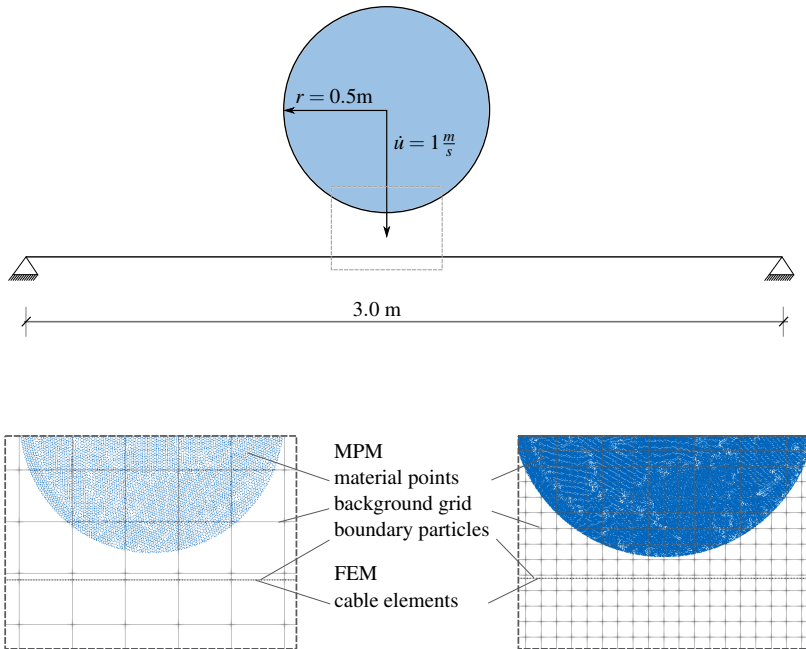 r = 0.5m
u̇ = 1 m/s
3.0 m
MPM
material points
background grid
boundary particles
FEM
cable elements